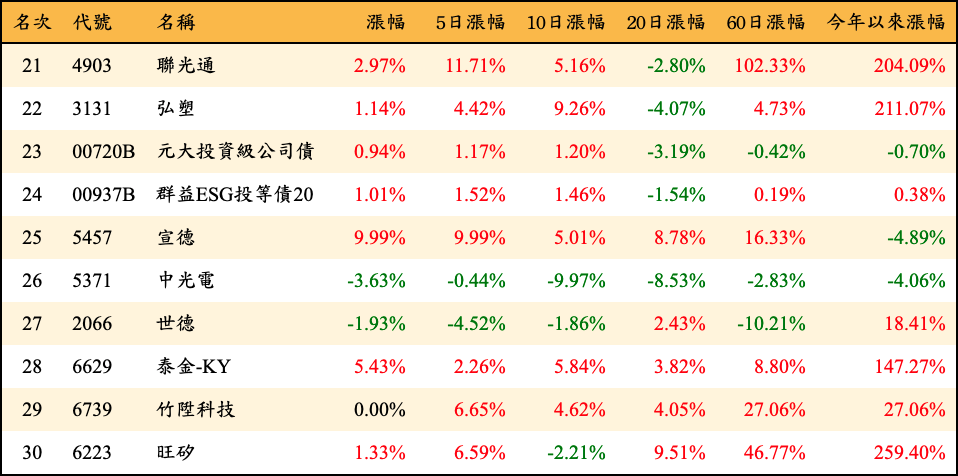 名次 代號 名稱 漲幅 5日漲幅 10日漲幅 20日漲幅 60日漲幅 今年以來漲幅
21 4903 聯光通 2.97% 11.71% 5.16% -2.80% 102.33% 204.09%
22 3131 弘塑 1.14% 4.42% 9.26% -4.07% 4.73% 211.07%
23 00720B 元大投資級公司債 0.94% 1.17% 1.20% -3.19% -0.42% -0.70%
24 00937B 群益ESG投等債20 1.01% 1.52% 1.46% -1.54% 0.19% 0.38%
25 5457 宣德 9.99% 9.99% 5.01% 8.78% 16.33% -4.89%
26 5371 中光電 -3.63% -0.44% -9.97% -8.53% -2.83% -4.06%
27 2066 世德 -1.93% -4.52% -1.86% 2.43% -10.21% 18.41%
28 6629 泰金-KY 5.43% 2.26% 5.84% 3.82% 8.80% 147.27%
29 6739 竹陞科技 0.00% 6.65% 4.62% 4.05% 27.06% 27.06%
30 6223 旺矽 1.33% 6.59% -2.21% 9.51% 46.77% 259.40%